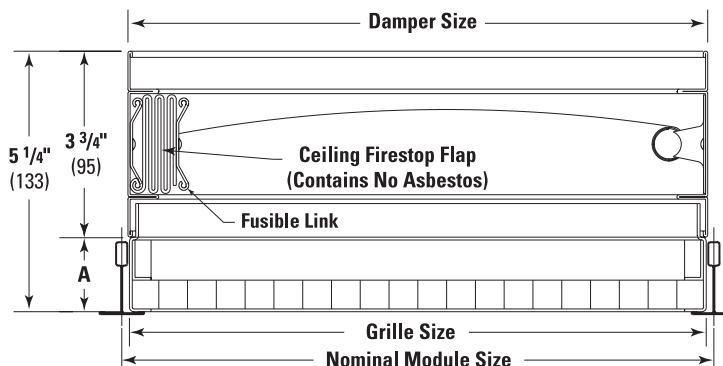 Damper Size
5 1/4"
(133)
3 3/4"
(95)
Ceiling Firestop Flap
(Contains No Asbestos)
Fusible Link
A
Grille Size
Nominal Module Size